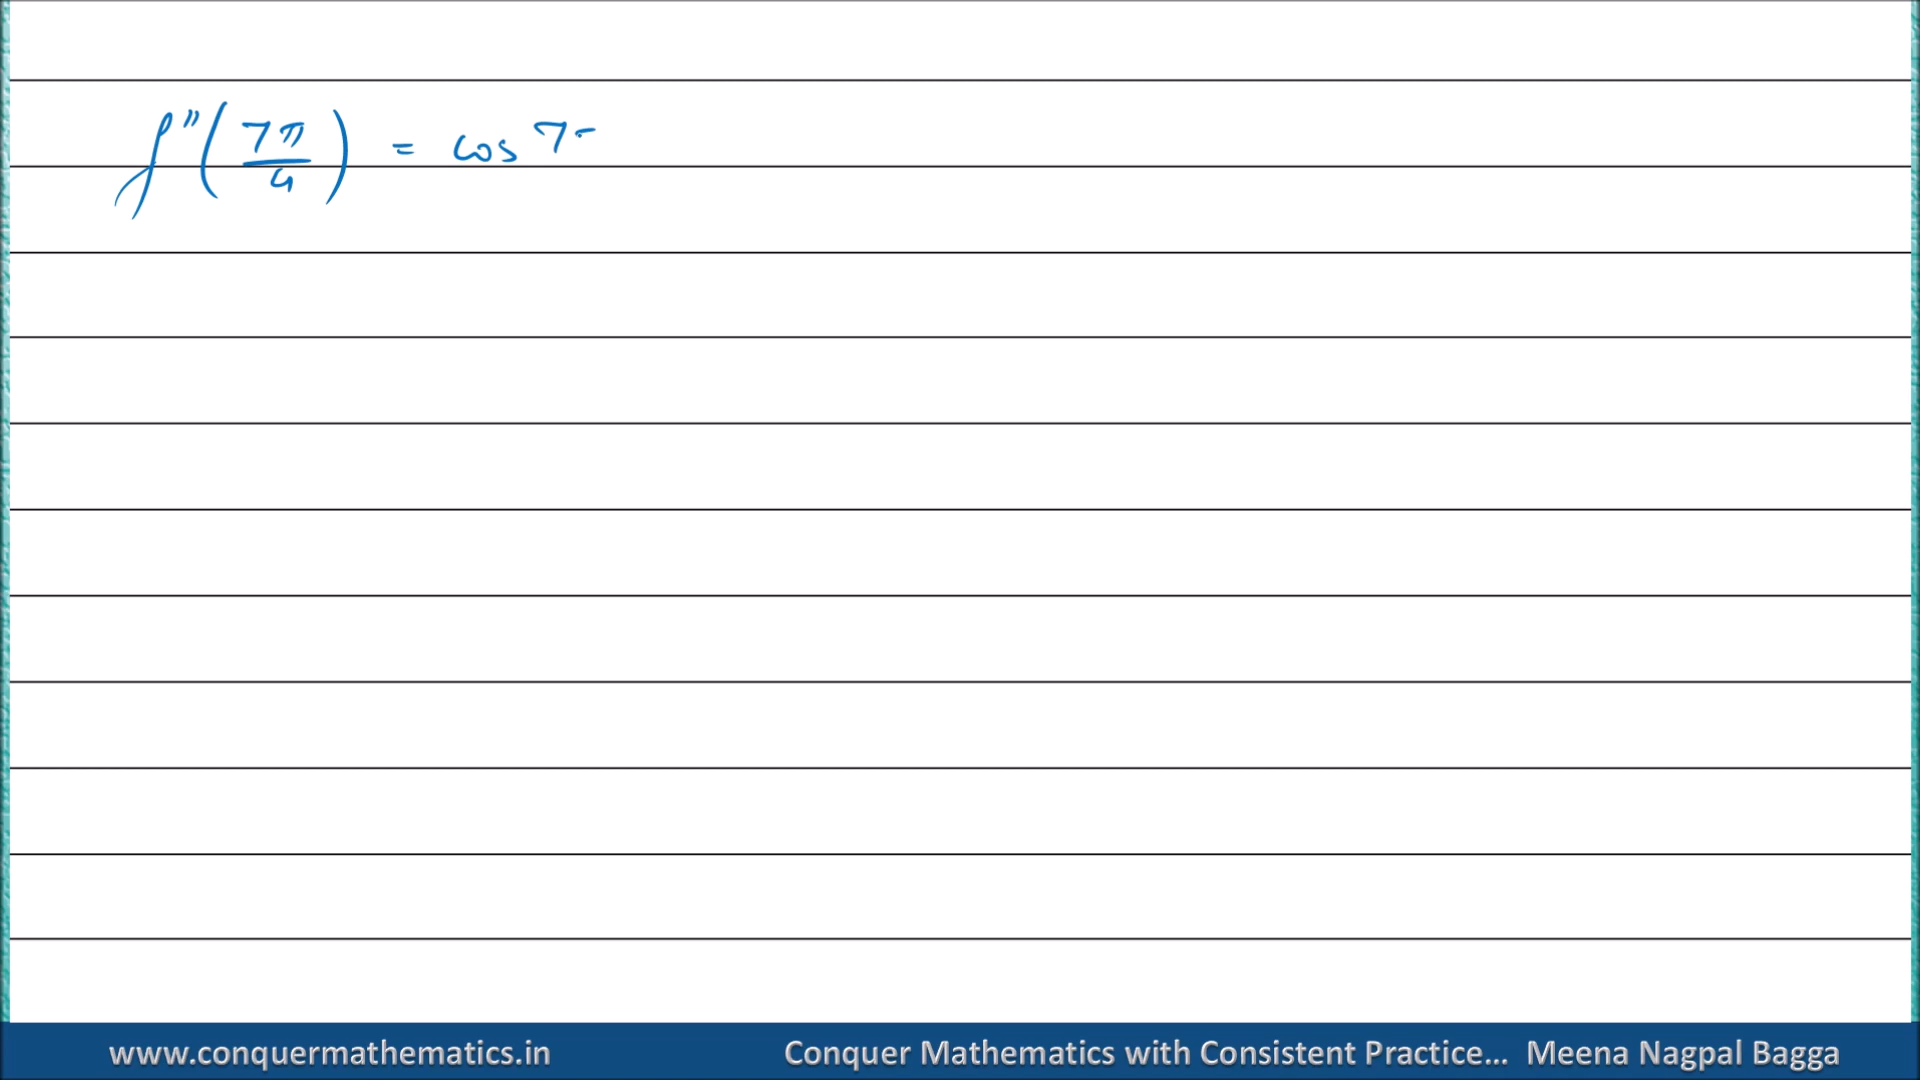 f″(7π/4) = cos 7
www.conquermathematics.in
Conquer Mathematics with Consistent Practice... Meena Nagpal Bagga